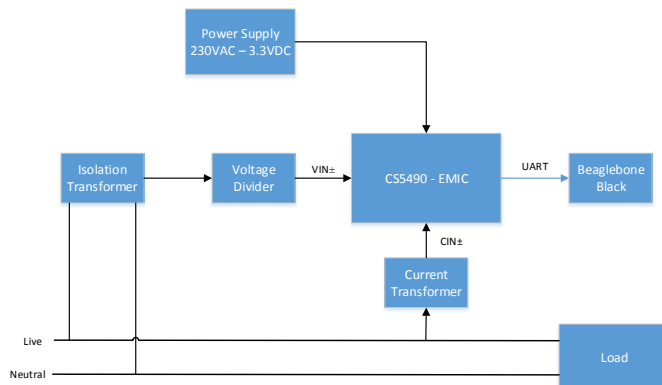 Power Supply
230VAC – 3.3VDC
Isolation
Transformer
Voltage
Divider
VIN±
CS5490 - EMIC
UART
Beaglebone
Black
CIN±
Current
Transformer
Live
Neutral
Load